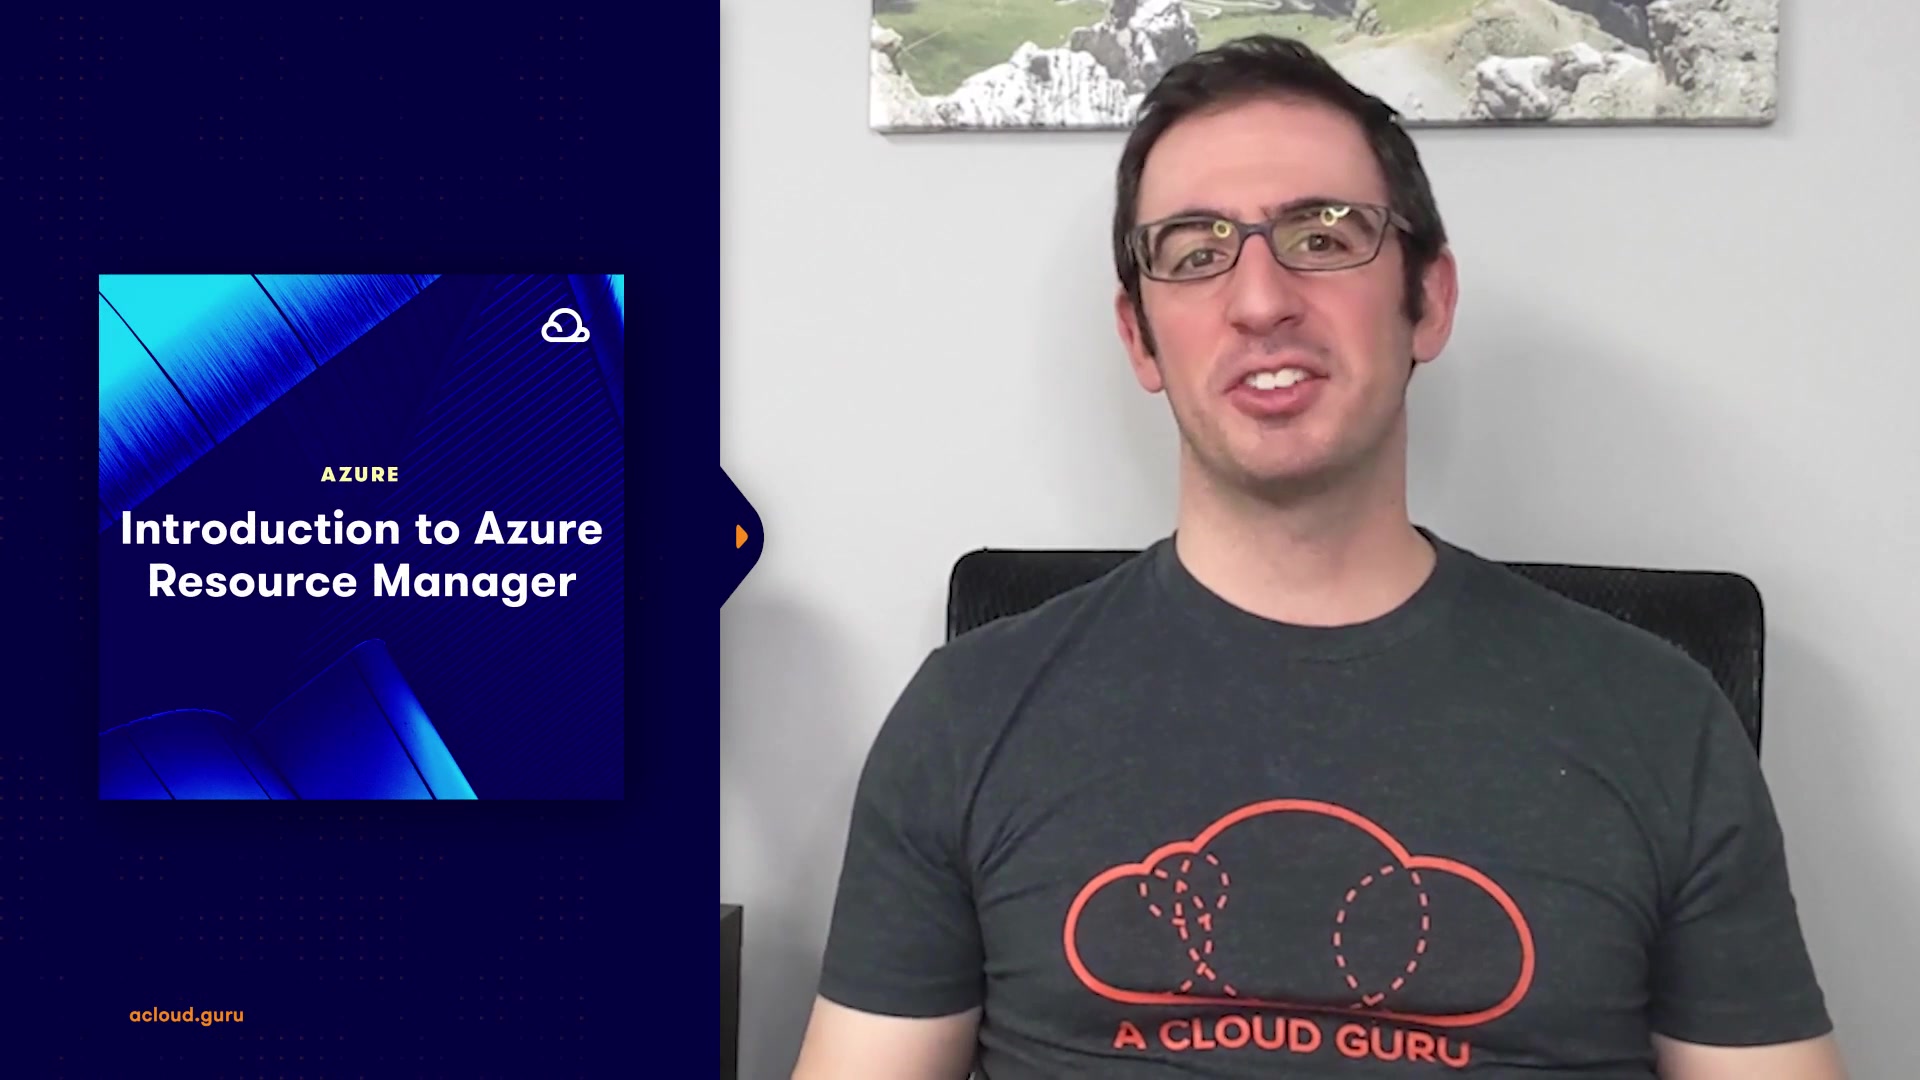 AZURE
Introduction to Azure
Resource Manager
acloud.guru
A CLOUD GURU